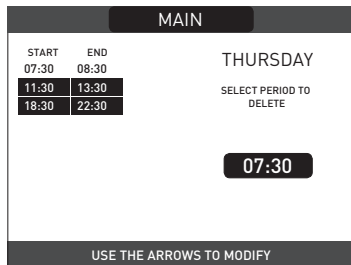 MAIN
START END
07:30 08:30
11:30 13:30
18:30 22:30
THURSDAY
SELECT PERIOD TO
DELETE
07:30
USE THE ARROWS TO MODIFY